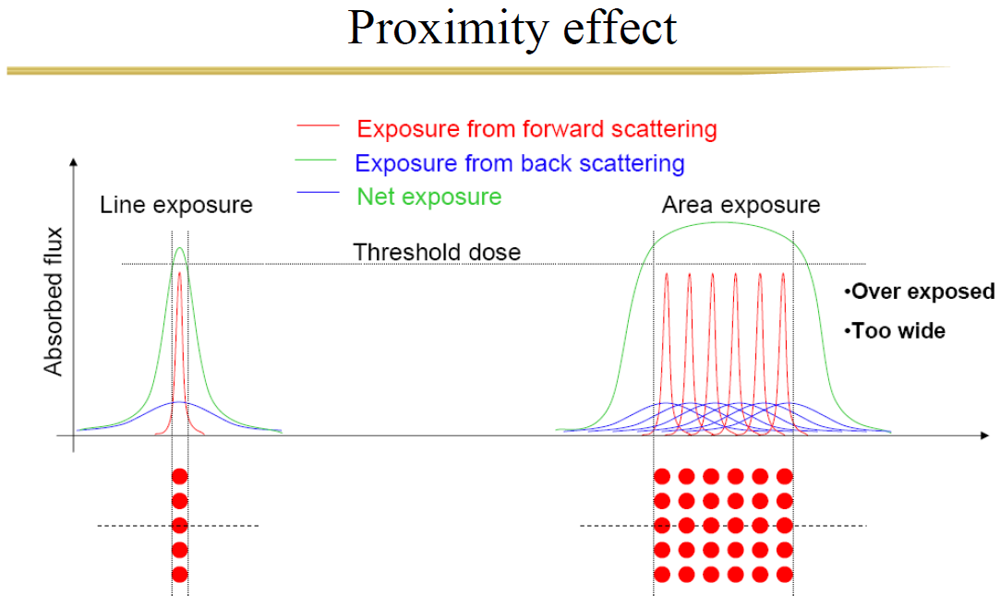 Proximity effect
Exposure from forward scattering
Exposure from back scattering
Net exposure
Line exposure
Area exposure
Absorbed flux
Threshold dose
•Over exposed
•Too wide